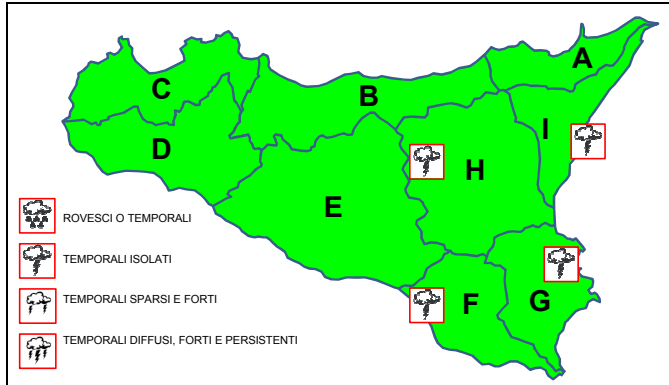 A
C
B
I
D
H
E
ROVESCI O TEMPORALI
TEMPORALI ISOLATI
F
G
TEMPORALI SPARSI E FORTI
TEMPORALI DIFFUSI, FORTI E PERSISTENTI